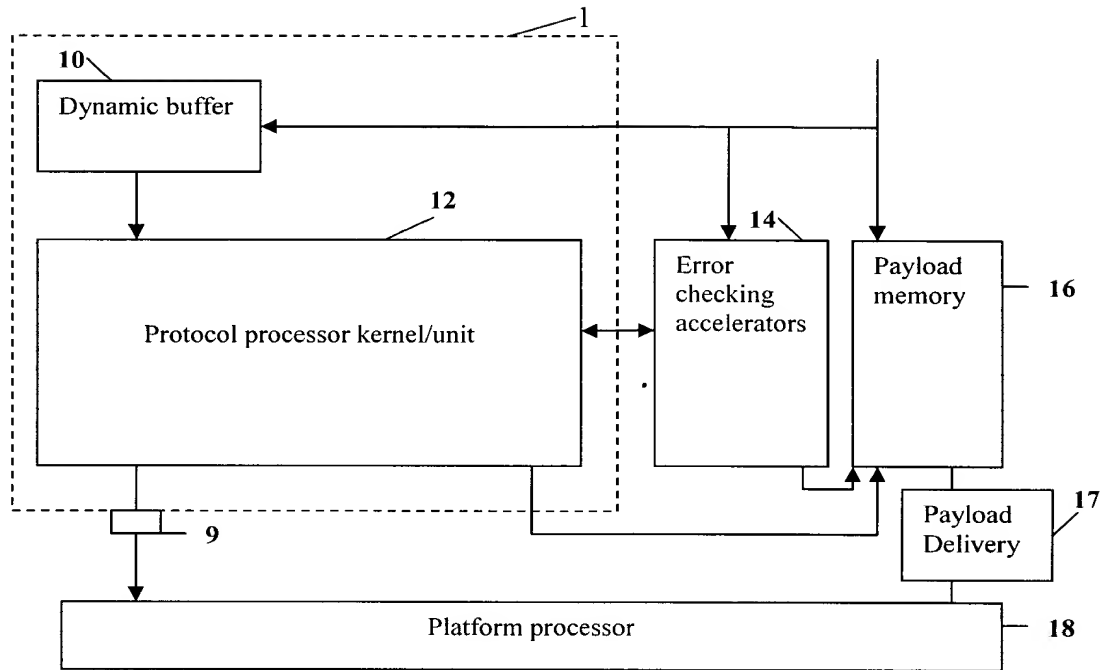 1
10
Dynamic buffer
12
14
Protocol processor kernel/unit
Error
checking
accelerators
Payload
memory
16
9
Payload
Delivery
17
Platform processor
18